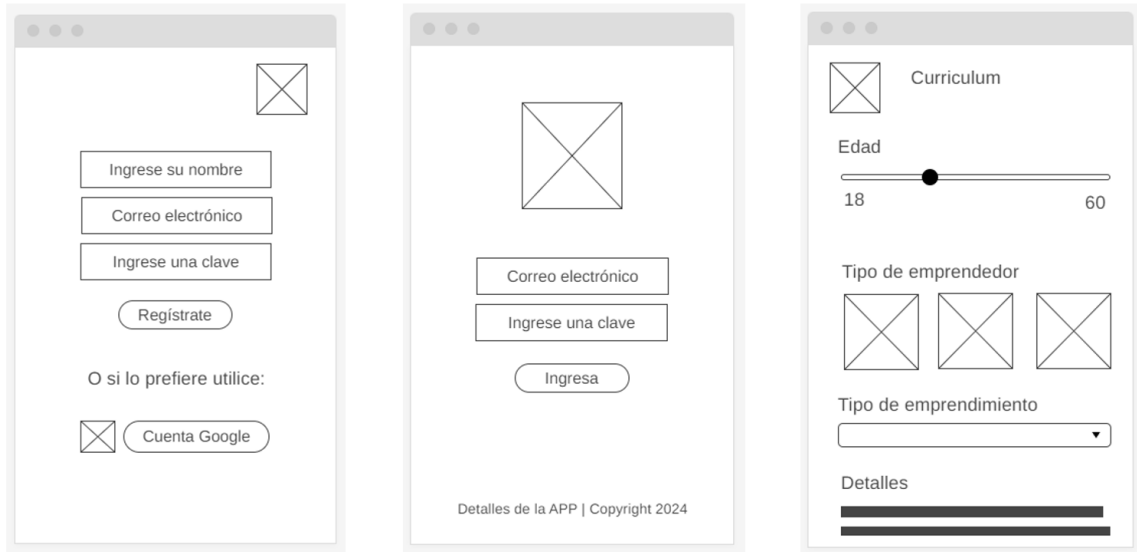 Ingrese su nombre
Correo electrónico
Ingrese una clave
Regístrate
O si lo prefiere utilice:
Cuenta Google
Correo electrónico
Ingrese una clave
Ingresa
Detalles de la APP | Copyright 2024
Curriculum
Edad
18
60
Tipo de emprendedor
Tipo de emprendimiento
Detalles